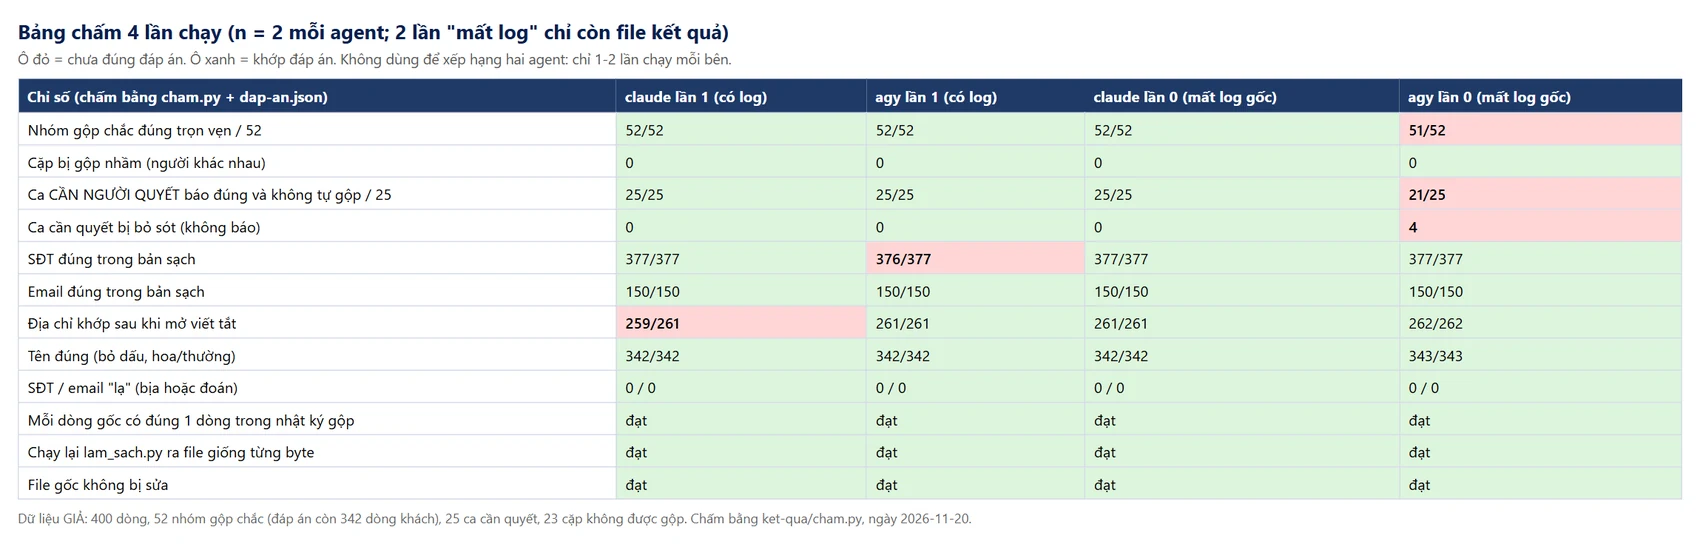 Bảng chấm 4 lần chạy (n = 2 mỗi agent; 2 lần "mất log" chỉ còn file kết quả)
Ô đỏ = chưa đúng đáp án. Ô xanh = khớp đáp án. Không dùng để xếp hạng hai agent: chỉ 1-2 lần chạy mỗi bên.
Chỉ số (chấm bằng cham.py + dap-an.json) claude lần 1 (có log) agy lần 1 (có log) claude lần 0 (mất log gốc) agy lần 0 (mất log gốc)
Nhóm gộp chắc đúng trọn vẹn / 52 52/52 52/52 52/52 51/52
Cặp bị gộp nhầm (người khác nhau) 0 0 0 0
Ca CẦN NGƯỜI QUYẾT báo đúng và không tự gộp / 25 25/25 25/25 25/25 21/25
Ca cần quyết bị bỏ sót (không báo) 0 0 0 4
SĐT đúng trong bản sạch 377/377 376/377 377/377 377/377
Email đúng trong bản sạch 150/150 150/150 150/150 150/150
Địa chỉ khớp sau khi mở viết tắt 259/261 261/261 261/261 262/262
Tên đúng (bỏ dấu, hoa/thường) 342/342 342/342 342/342 343/343
SĐT / email "lạ" (bịa hoặc đoán) 0 / 0 0 / 0 0 / 0 0 / 0
Mỗi dòng gốc có đúng 1 dòng trong nhật ký gộp đạt đạt đạt đạt
Chạy lại lam_sach.py ra file giống từng byte đạt đạt đạt đạt
File gốc không bị sửa đạt đạt đạt đạt
Dữ liệu GIẢ: 400 dòng, 52 nhóm gộp chắc (đáp án còn 342 dòng khách), 25 ca cần quyết, 23 cặp không được gộp. Chấm bằng ket-qua/cham.py, ngày 2026-11-20.